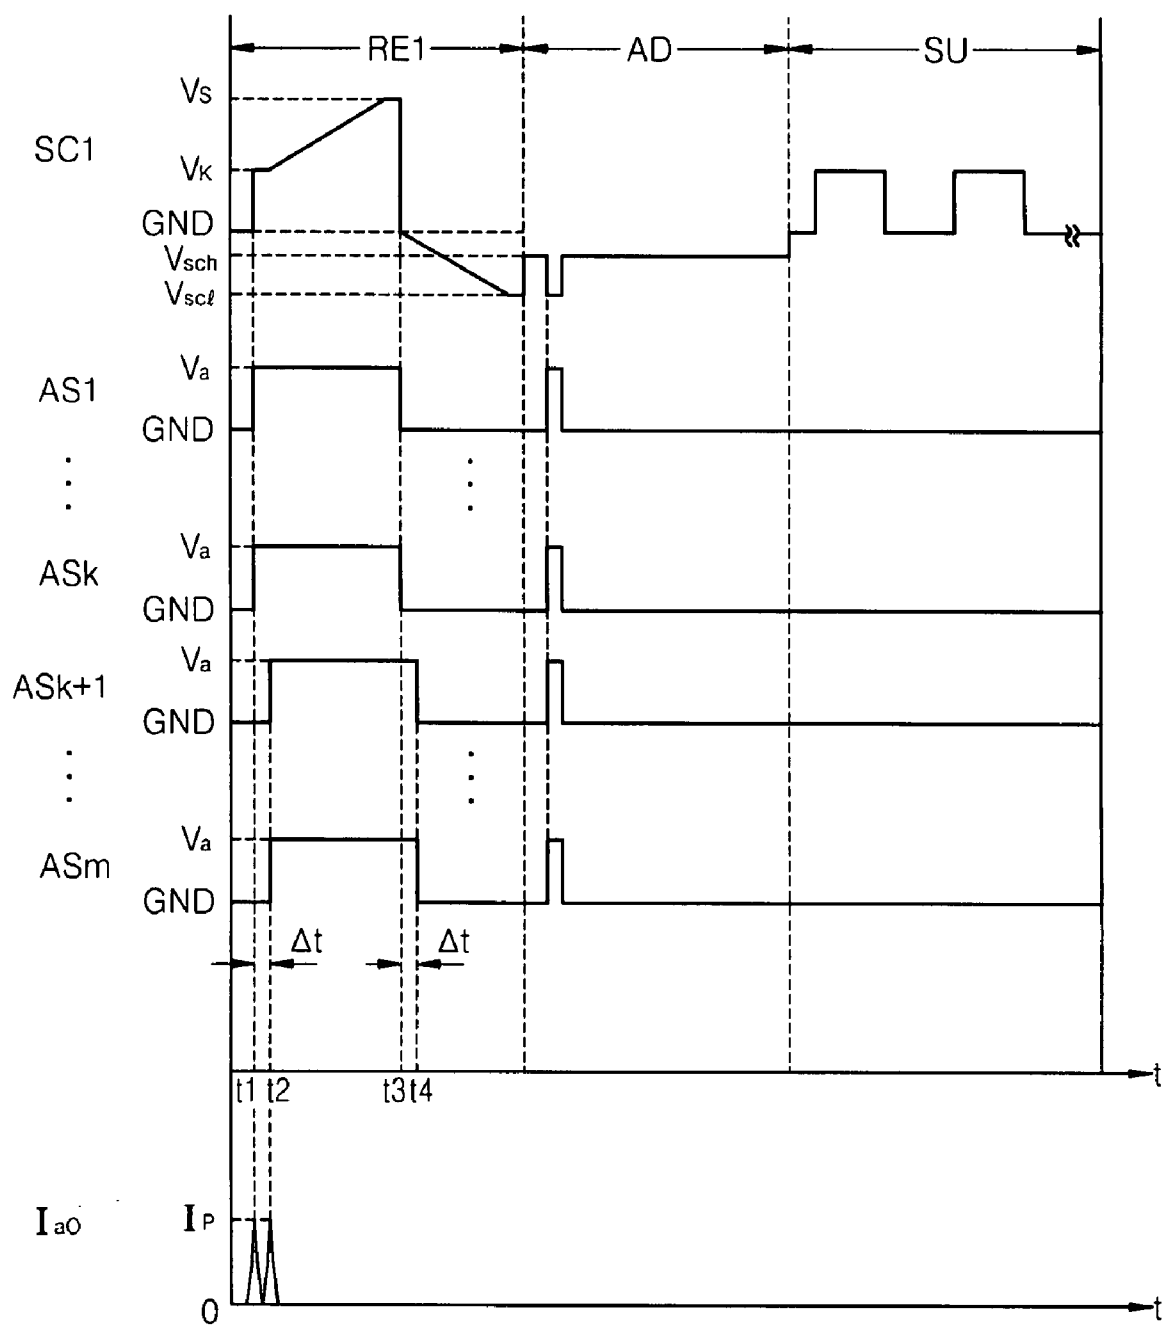 RE1 AD SU
Vs
SC1
VK
GND
Vsch
Vscℓ
Va
AS1
GND
Va
ASk
GND
Va
ASk+1
GND
Va
ASm
GND
Δt Δt
t1 t2 t3 t4 t
Ia0 IP
0 t